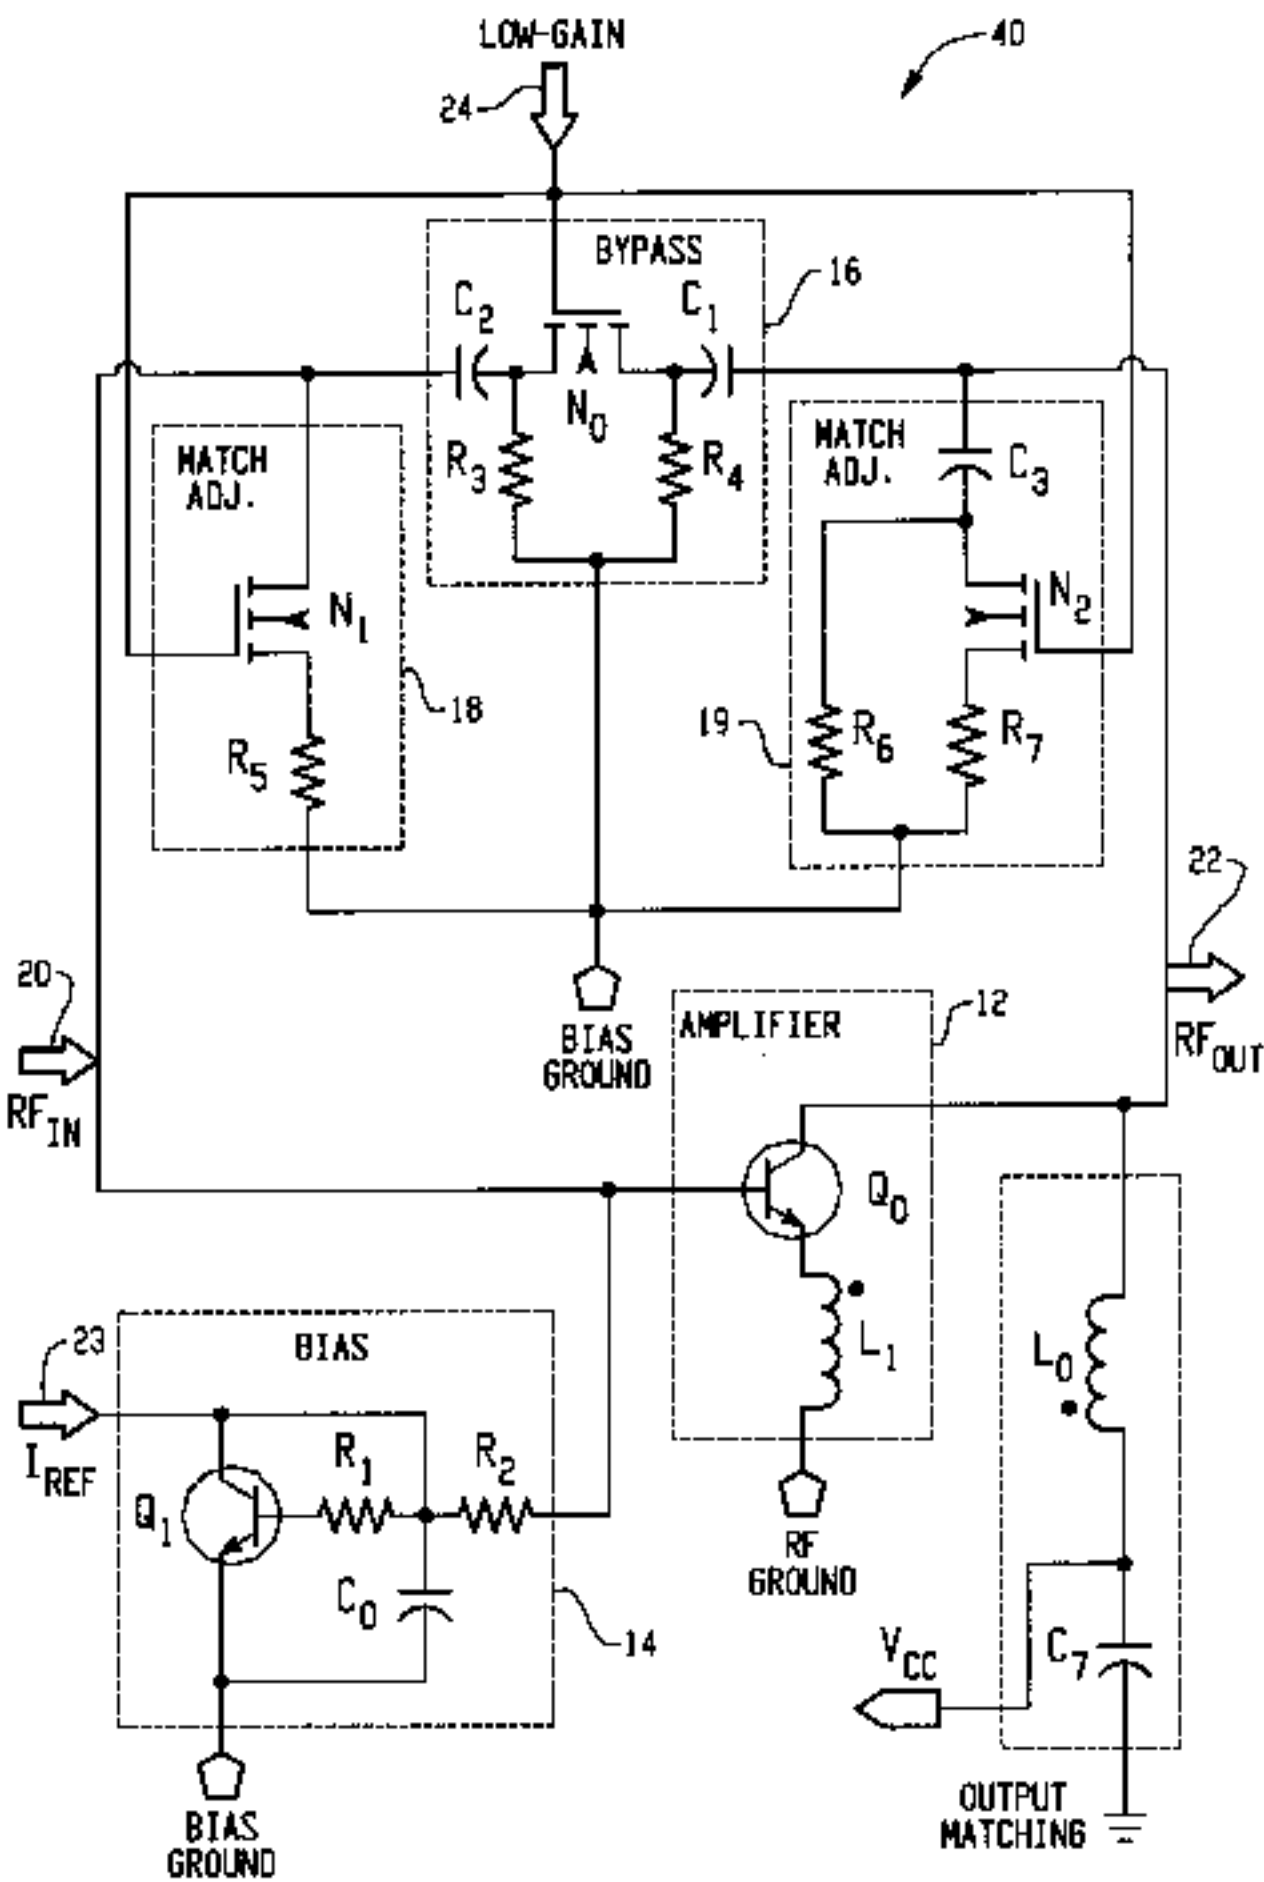 LOW-GAIN
40
24
BYPASS
16
C2
C1
N0
R3
R4
MATCH
ADJ.
N1
R5
18
MATCH
ADJ.
C3
N2
R6
R7
19
22
RFOUT
20
RFIN
BIAS
GROUND
AMPLIFIER
12
Q0
L1
RF
GROUND
L0
C7
VCC
OUTPUT
MATCHING
23
IREF
BIAS
R1
R2
Q1
C0
14
BIAS
GROUND